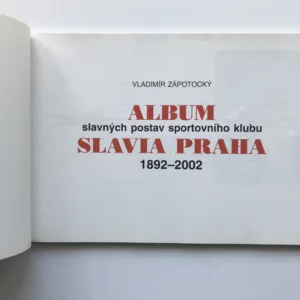 VLADIMÍR ZÁPOTOCKÝ
ALBUM
slavných postav sportovního klubu
SLAVIA PRAHA
1892–2002